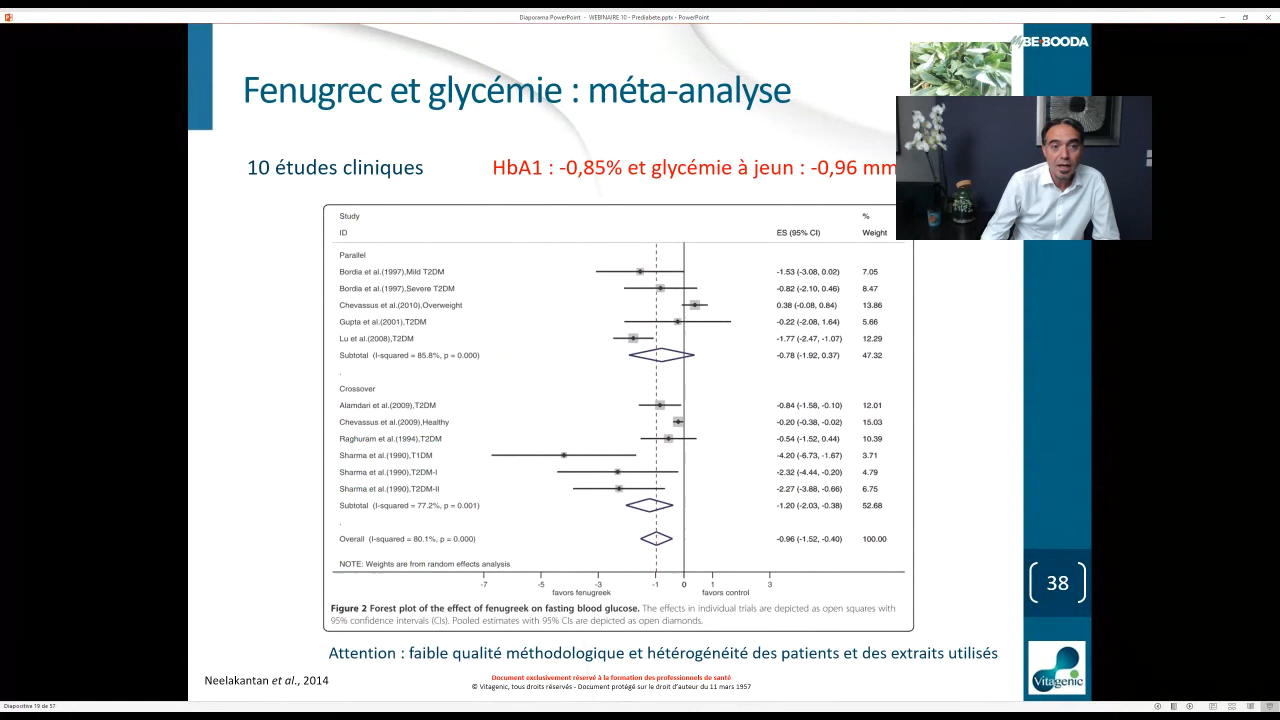 Diaporama PowerPoint - WEBINAIRE 10 - Prediabete.pptx - PowerPoint
MyBE-BOODA
Fenugrec et glycémie : méta-analyse
10 études cliniques
HbA1 : -0,85% et glycémie à jeun : -0,96 mm
Study % 
ID ES (95% CI) Weight
Parallel
Bordia et al.(1997),Mild T2DM -1.53 (-3.08, 0.02) 7.05
Bordia et al.(1997),Severe T2DM -0.82 (-2.10, 0.46) 8.47
Chevassus et al.(2010),Overweight 0.38 (-0.08, 0.84) 13.86
Gupta et al.(2001),T2DM -0.22 (-2.08, 1.64) 5.66
Lu et al.(2008),T2DM -1.77 (-2.47, -1.07) 12.29
Subtotal (I-squared = 85.8%, p = 0.000) -0.78 (-1.92, 0.37) 47.32
.
Crossover
Alamdari et al.(2009),T2DM -0.84 (-1.58, -0.10) 12.01
Chevassus et al.(2009),Healthy -0.20 (-0.38, -0.02) 15.03
Raghuram et al.(1994),T2DM -0.54 (-1.52, 0.44) 10.39
Sharma et al.(1990),T1DM -4.20 (-6.73, -1.67) 3.71
Sharma et al.(1990),T2DM-I -2.32 (-4.44, -0.20) 4.79
Sharma et al.(1990),T2DM-II -2.27 (-3.88, -0.66) 6.75
Subtotal (I-squared = 77.2%, p = 0.001) -1.20 (-2.03, -0.38) 52.68
.
Overall (I-squared = 80.1%, p = 0.000) -0.96 (-1.52, -0.40) 100.00
NOTE: Weights are from random effects analysis
-7 -5 -3 -1 0 1 3
favors fenugreek favors control
Figure 2 Forest plot of the effect of fenugreek on fasting blood glucose. The effects in individual trials are depicted as open squares with
95% confidence intervals (CIs). Pooled estimates with 95% CIs are depicted as open diamonds.
38
Attention : faible qualité méthodologique et hétérogénéité des patients et des extraits utilisés
Neelakantan et al., 2014
Document exclusivement réservé à la formation des professionnels de santé
© Vitagenic, tous droits réservés - Document protégé sur le droit d'auteur du 11 mars 1957
Vitagenic
Diapositive 19 de 57